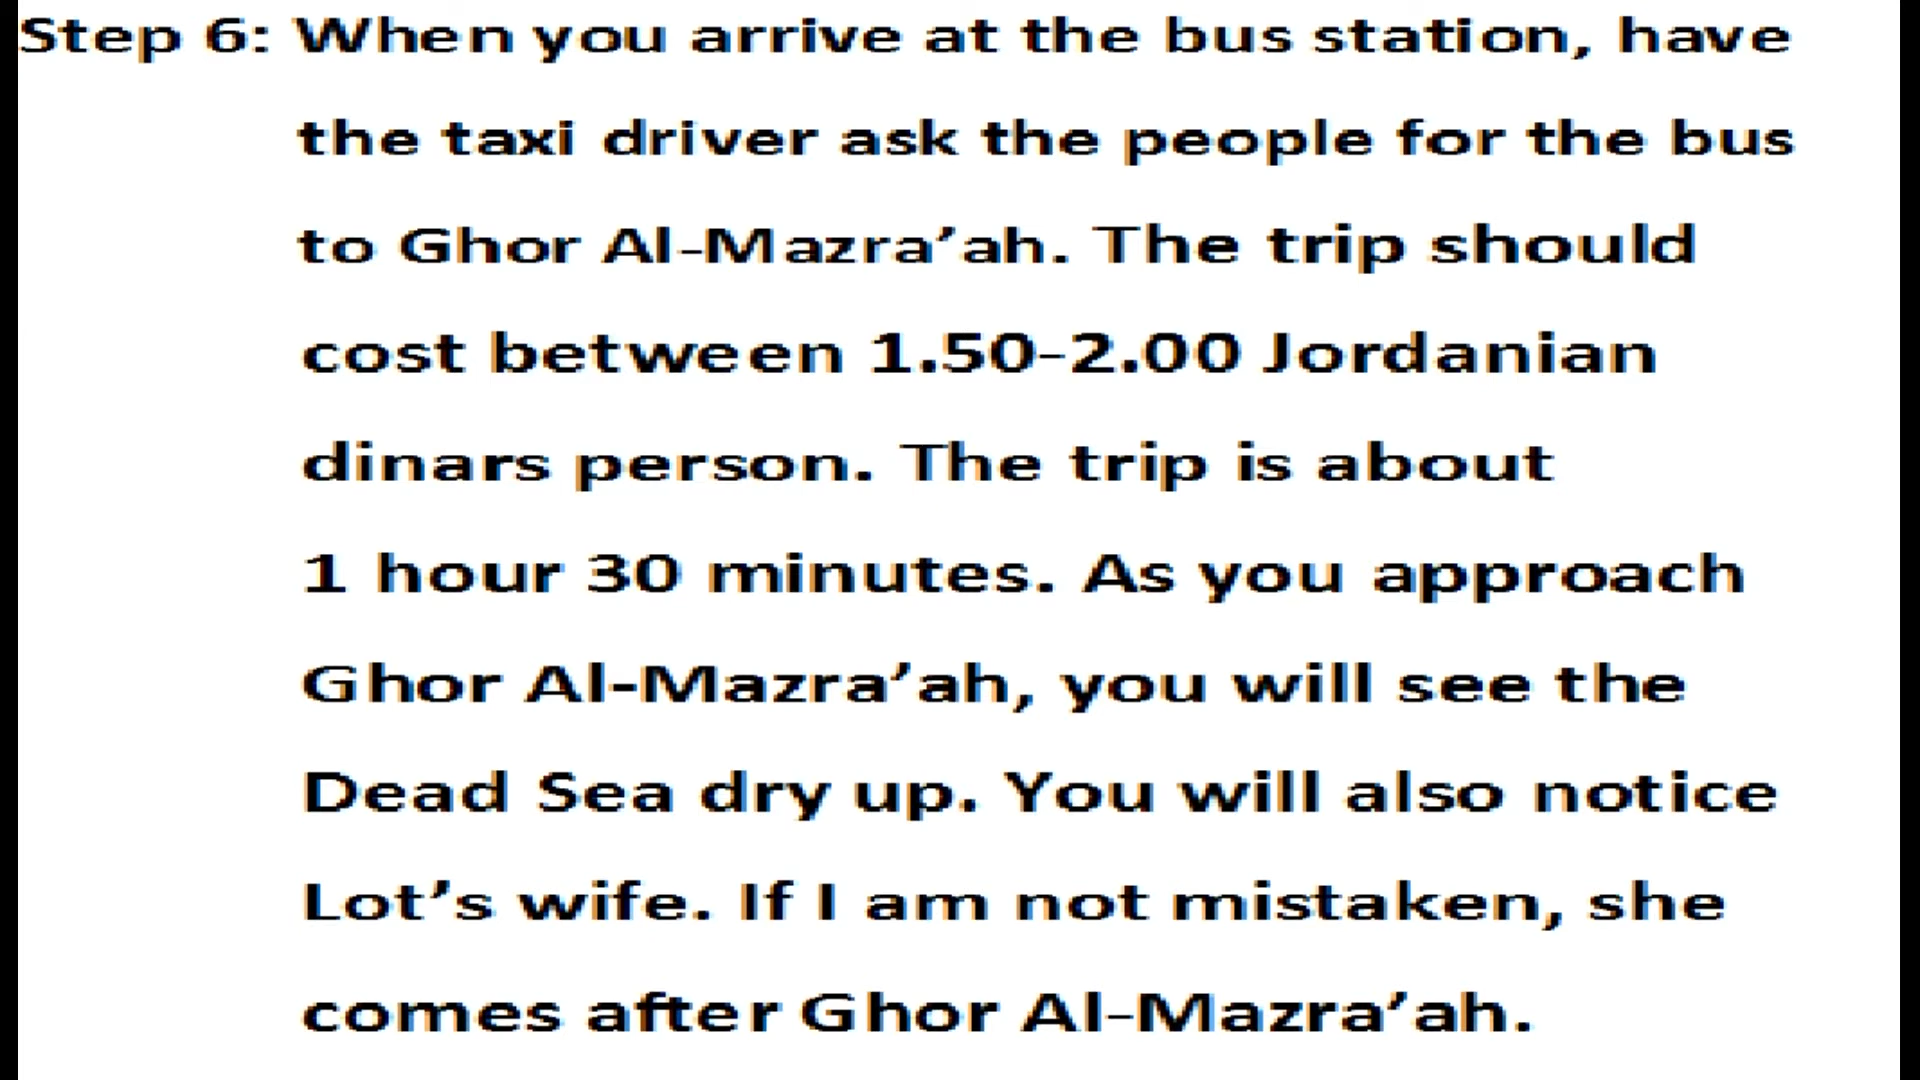 Step 6: When you arrive at the bus station, have
the taxi driver ask the people for the bus
to Ghor Al-Mazra’ah. The trip should
cost between 1.50-2.00 Jordanian
dinars person. The trip is about
1 hour 30 minutes. As you approach
Ghor Al-Mazra’ah, you will see the
Dead Sea dry up. You will also notice
Lot’s wife. If I am not mistaken, she
comes after Ghor Al-Mazra’ah.